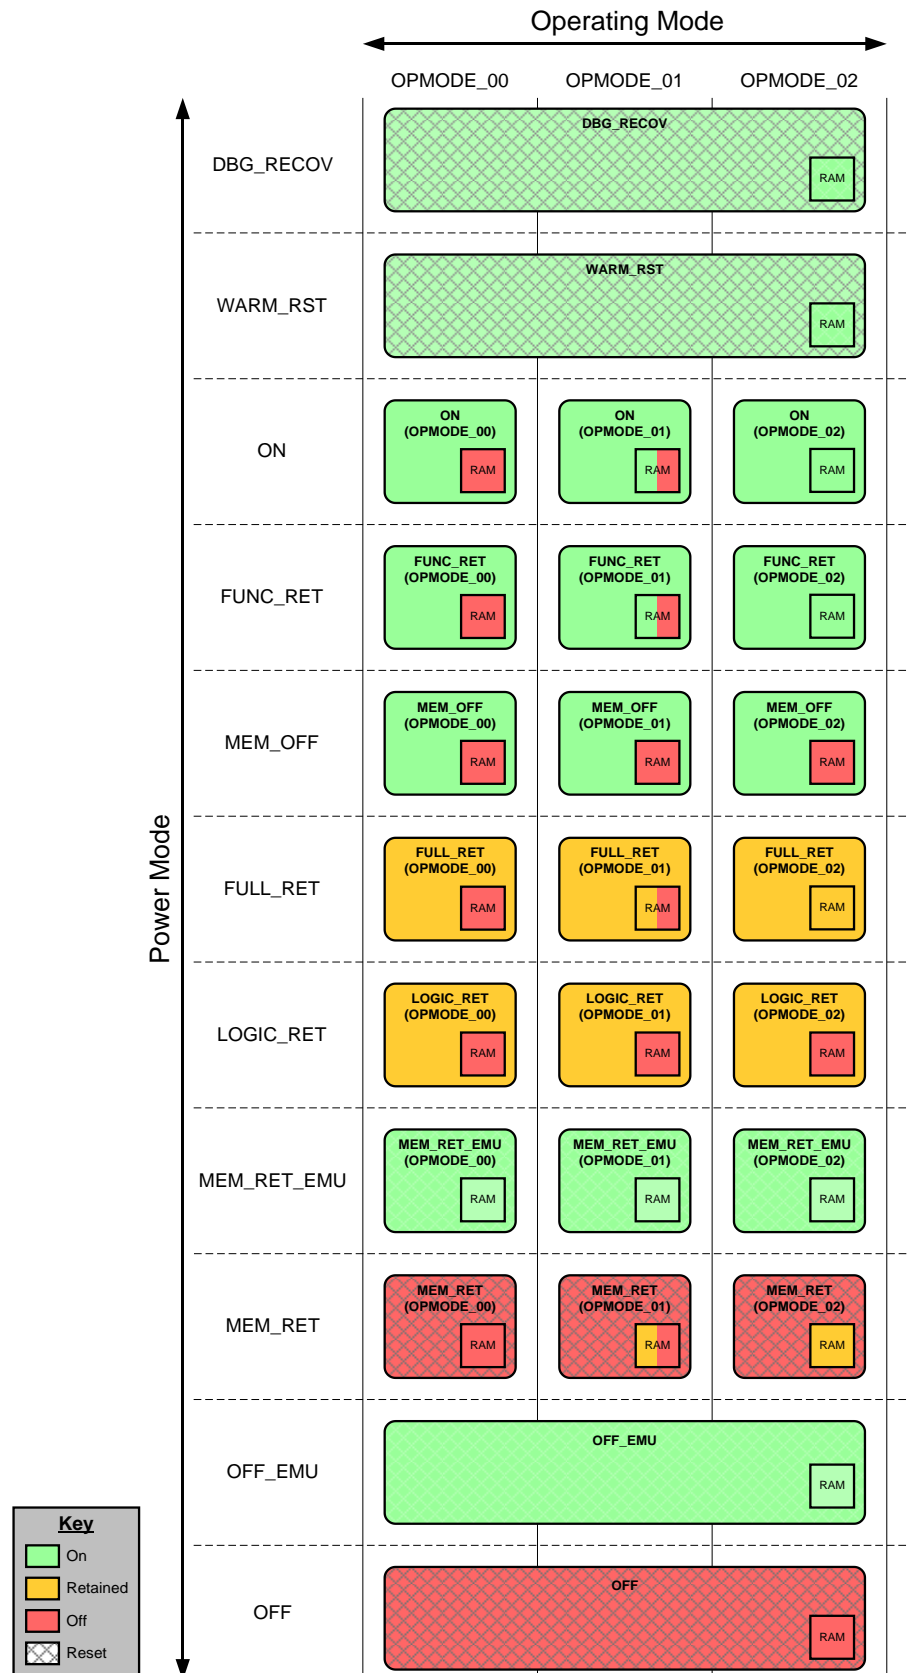 Operating Mode
OPMODE_00 OPMODE_01 OPMODE_02
Power Mode
DBG_RECOV
DBG_RECOV
RAM
WARM_RST
WARM_RST
RAM
ON
ON
(OPMODE_00)
RAM
ON
(OPMODE_01)
RAM
ON
(OPMODE_02)
RAM
FUNC_RET
FUNC_RET
(OPMODE_00)
RAM
FUNC_RET
(OPMODE_01)
RAM
FUNC_RET
(OPMODE_02)
RAM
MEM_OFF
MEM_OFF
(OPMODE_00)
RAM
MEM_OFF
(OPMODE_01)
RAM
MEM_OFF
(OPMODE_02)
RAM
FULL_RET
FULL_RET
(OPMODE_00)
RAM
FULL_RET
(OPMODE_01)
RAM
FULL_RET
(OPMODE_02)
RAM
LOGIC_RET
LOGIC_RET
(OPMODE_00)
RAM
LOGIC_RET
(OPMODE_01)
RAM
LOGIC_RET
(OPMODE_02)
RAM
MEM_RET_EMU
MEM_RET_EMU
(OPMODE_00)
RAM
MEM_RET_EMU
(OPMODE_01)
RAM
MEM_RET_EMU
(OPMODE_02)
RAM
MEM_RET
MEM_RET
(OPMODE_00)
RAM
MEM_RET
(OPMODE_01)
RAM
MEM_RET
(OPMODE_02)
RAM
OFF_EMU
OFF_EMU
RAM
OFF
OFF
RAM
Key
On
Retained
Off
Reset